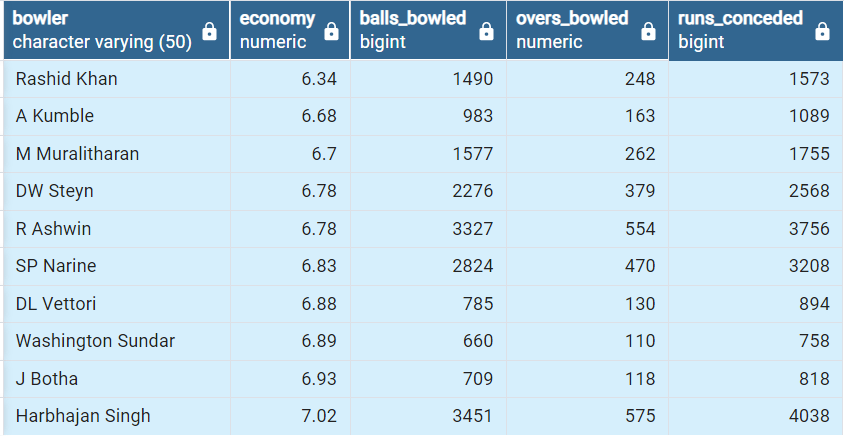 bowler economy balls_bowled overs_bowled runs_conceded
character varying (50) numeric bigint numeric bigint
Rashid Khan 6.34 1490 248 1573
A Kumble 6.68 983 163 1089
M Muralitharan 6.7 1577 262 1755
DW Steyn 6.78 2276 379 2568
R Ashwin 6.78 3327 554 3756
SP Narine 6.83 2824 470 3208
DL Vettori 6.88 785 130 894
Washington Sundar 6.89 660 110 758
J Botha 6.93 709 118 818
Harbhajan Singh 7.02 3451 575 4038